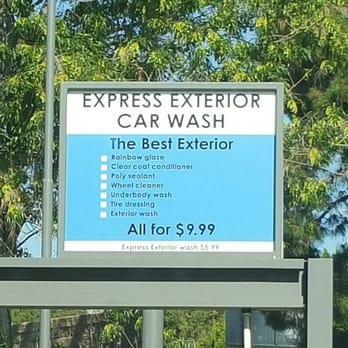 EXPRESS EXTERIOR
CAR WASH
The Best Exterior
Rainbow glaze
Clear coat conditioner
Poly sealant
Wheel cleaner
Underbody wash
Tire dressing
Exterior wash
All for $9.99
Express Exterior wash $5.99